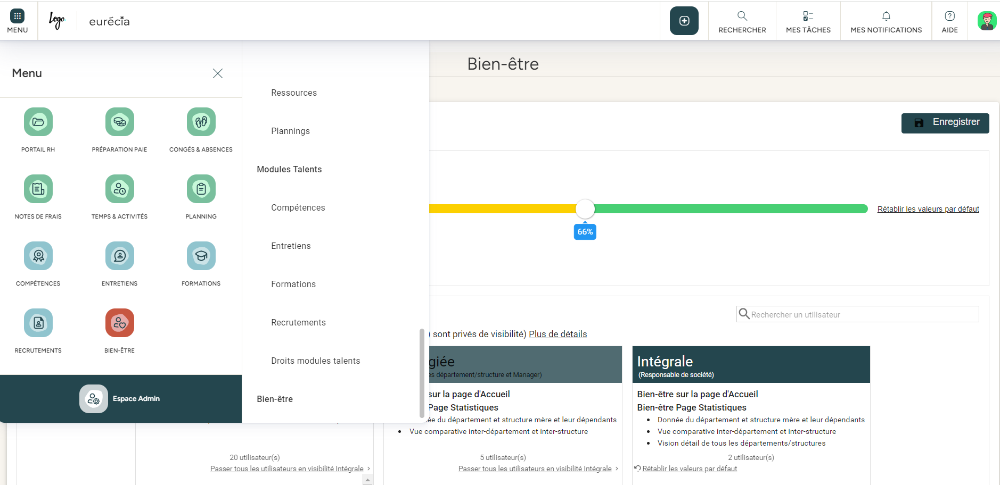 MENU
Logo
eurécia
RECHERCHER
MES TÂCHES
MES NOTIFICATIONS
AIDE
Menu
PORTAIL RH
PRÉPARATION PAIE
CONGÉS & ABSENCES
NOTES DE FRAIS
TEMPS & ACTIVITÉS
PLANNING
COMPÉTENCES
ENTRETIENS
FORMATIONS
RECRUTEMENTS
BIEN-ÊTRE
Espace Admin
Ressources
Plannings
Modules Talents
Compétences
Entretiens
Formations
Recrutements
Droits modules talents
Bien-être
Bien-être
Enregistrer
Rétablir les valeurs par défaut
66%
Rechercher un utilisateur
) sont privés de visibilité) Plus de détails
giée
es département/structure et Manager)
sur la page d'Accueil
Page Statistiques
ée du département et structure mère et leur dépendants
Vue comparative inter-département et inter-structure
20 utilisateur(s)
Passer tous les utilisateurs en visibilité Intégrale
5 utilisateur(s)
Passer tous les utilisateurs en visibilité Intégrale
Intégrale
(Responsable de société)
Bien-être sur la page d'Accueil
Bien-être Page Statistiques
Donnée du département et structure mère et leur dépendants
Vue comparative inter-département et inter-structure
Vision détail de tous les départements/structures
2 utilisateur(s)
Rétablir les valeurs par défaut